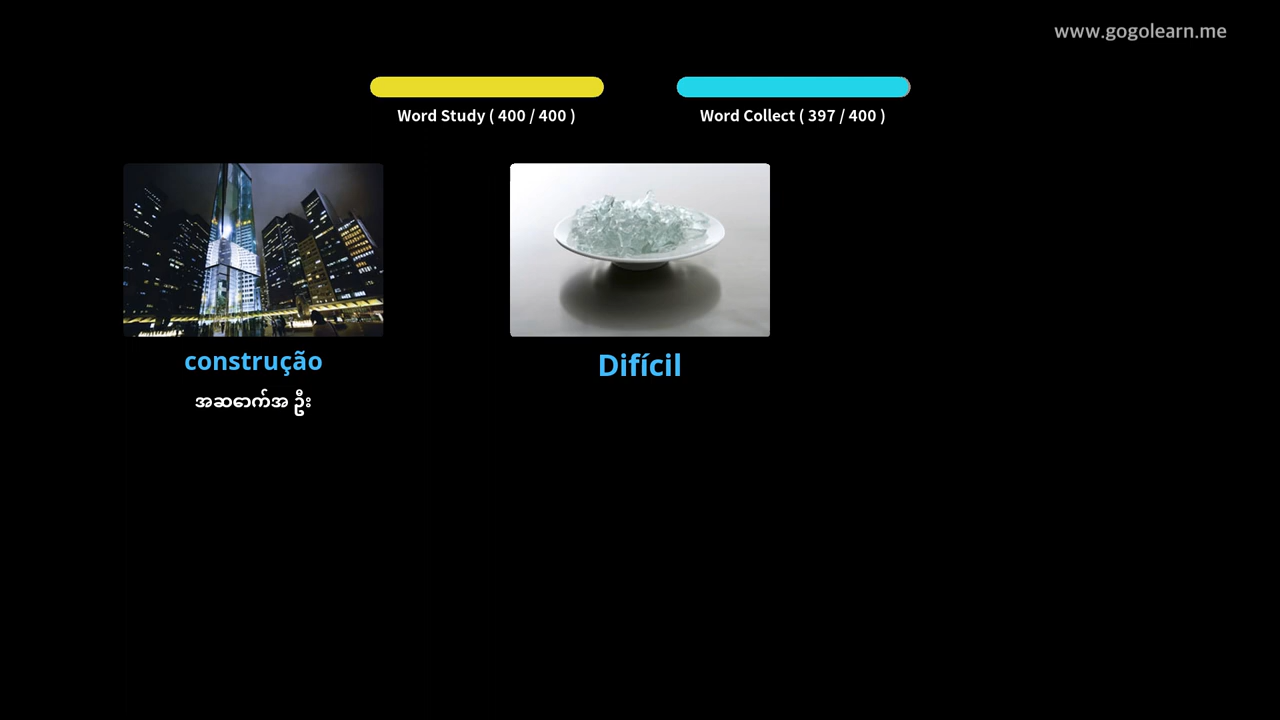 www.gogolearn.me
Word Study ( 400 / 400 )
Word Collect ( 397 / 400 )
construção
အဆောက်အ ဦး
Difícil